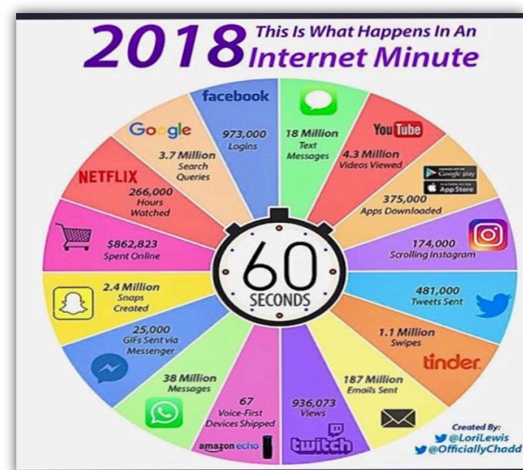 2018 This Is What Happens In An
Internet Minute
facebook
973,000
Logins
18 Million
Text
Messages
YouTube
4.3 Million
Videos Viewed
GET IT ON
Google play
Available on the
App Store
375,000
Apps Downloaded
174,000
Scrolling Instagram
481,000
Tweets Sent
1.1 Million
Swipes
tinder
187 Million
Emails Sent
936,073
Views
twitch
67
Voice-First
Devices Shipped
amazon echo
38 Million
Messages
25,000
GIFs Sent via
Messenger
2.4 Million
Snaps
Created
$862,823
Spent Online
NETFLIX
266,000
Hours
Watched
Google
3.7 Million
Search
Queries
60
SECONDS
Created By:
@LoriLewis
@OfficiallyChadd